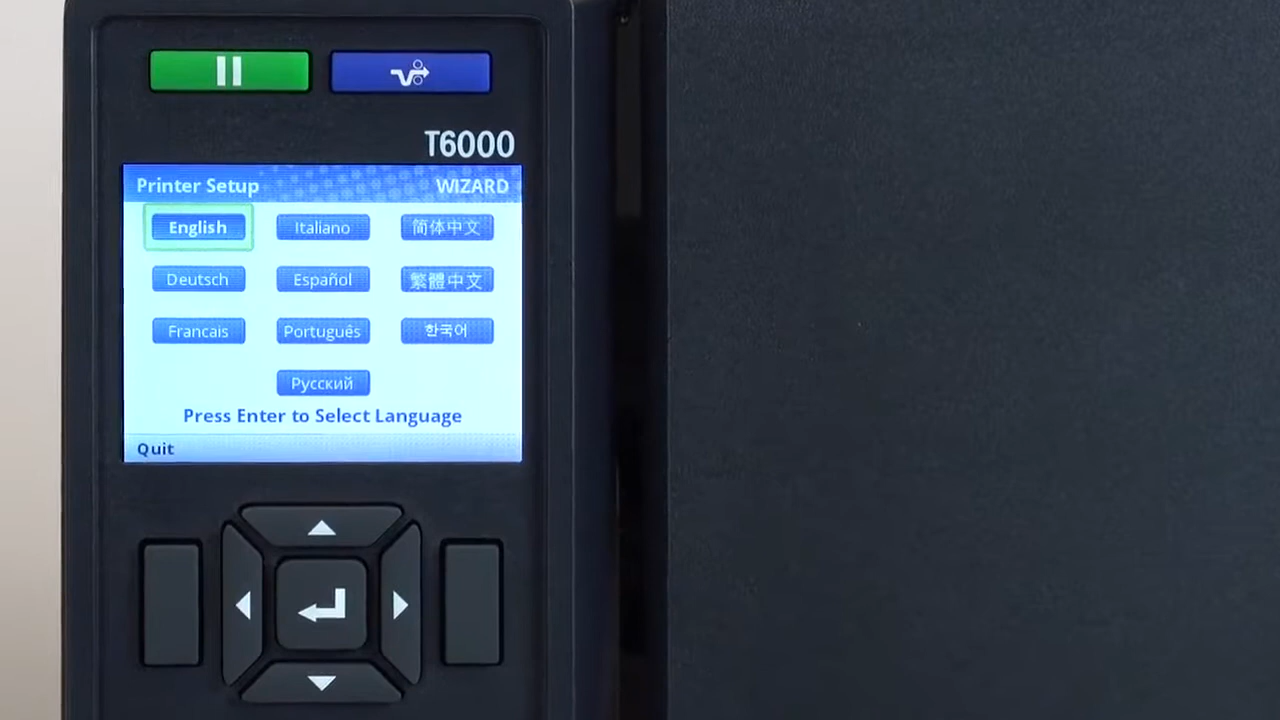 T6000
Printer Setup WIZARD
English Italiano 简体中文
Deutsch Español 繁體中文
Francais Português 한국어
Русский
Press Enter to Select Language
Quit